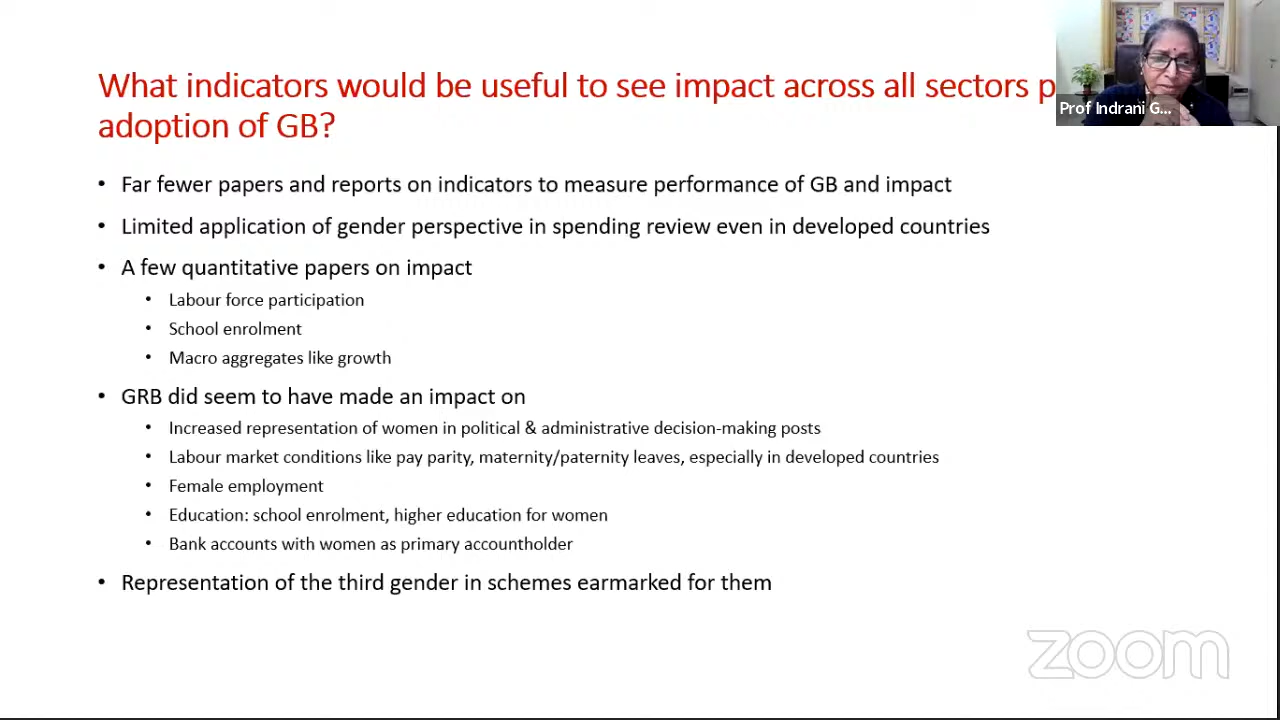 What indicators would be useful to see impact across all sectors p
adoption of GB?
Prof Indrani G...
• Far fewer papers and reports on indicators to measure performance of GB and impact
• Limited application of gender perspective in spending review even in developed countries
• A few quantitative papers on impact
• Labour force participation
• School enrolment
• Macro aggregates like growth
• GRB did seem to have made an impact on
• Increased representation of women in political & administrative decision-making posts
• Labour market conditions like pay parity, maternity/paternity leaves, especially in developed countries
• Female employment
• Education: school enrolment, higher education for women
• Bank accounts with women as primary accountholder
• Representation of the third gender in schemes earmarked for them
zoom